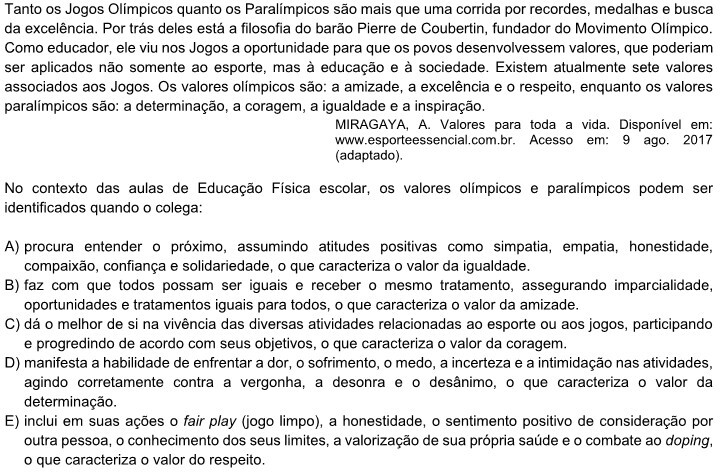 Tanto os Jogos Olímpicos quanto os Paralímpicos são mais que uma corrida por recordes, medalhas e busca
da excelência. Por trás deles está a filosofia do barão Pierre de Coubertin, fundador do Movimento Olímpico.
Como educador, ele viu nos Jogos a oportunidade para que os povos desenvolvessem valores, que poderiam
ser aplicados não somente ao esporte, mas à educação e à sociedade. Existem atualmente sete valores
associados aos Jogos. Os valores olímpicos são: a amizade, a excelência e o respeito, enquanto os valores
paralímpicos são: a determinação, a coragem, a igualdade e a inspiração.
MIRAGAYA, A. Valores para toda a vida. Disponível em:
www.esporteessencial.com.br. Acesso em: 9 ago. 2017
(adaptado).
No contexto das aulas de Educação Física escolar, os valores olímpicos e paralímpicos podem ser
identificados quando o colega:
A) procura entender o próximo, assumindo atitudes positivas como simpatia, empatia, honestidade,
compaixão, confiança e solidariedade, o que caracteriza o valor da igualdade.
B) faz com que todos possam ser iguais e receber o mesmo tratamento, assegurando imparcialidade,
oportunidades e tratamentos iguais para todos, o que caracteriza o valor da amizade.
C) dá o melhor de si na vivência das diversas atividades relacionadas ao esporte ou aos jogos, participando
e progredindo de acordo com seus objetivos, o que caracteriza o valor da coragem.
D) manifesta a habilidade de enfrentar a dor, o sofrimento, o medo, a incerteza e a intimidação nas atividades,
agindo corretamente contra a vergonha, a desonra e o desânimo, o que caracteriza o valor da
determinação.
E) inclui em suas ações o fair play (jogo limpo), a honestidade, o sentimento positivo de consideração por
outra pessoa, o conhecimento dos seus limites, a valorização de sua própria saúde e o combate ao doping,
o que caracteriza o valor do respeito.